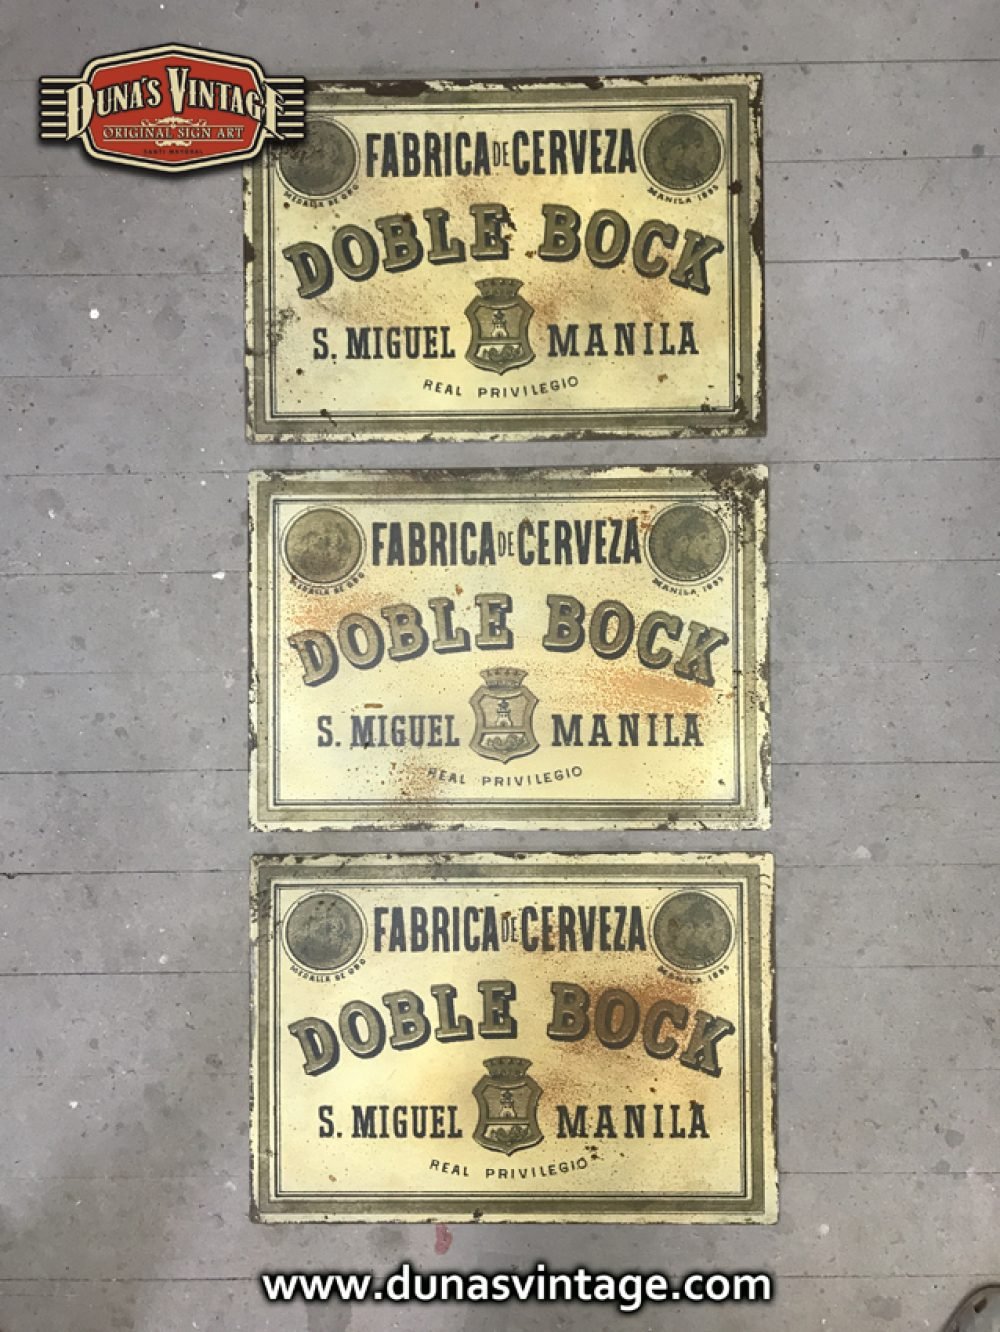 DUNA'S VINTAGE
ORIGINAL SIGN ART
FABRICA DE CERVEZA
MEDALLA DE ORO
MANILA 1895
DOBLE BOCK
S. MIGUEL MANILA
REAL PRIVILEGIO
FABRICA DE CERVEZA
MEDALLA DE ORO
MANILA 1895
DOBLE BOCK
S. MIGUEL MANILA
REAL PRIVILEGIO
FABRICA DE CERVEZA
MEDALLA DE ORO
MANILA 1895
DOBLE BOCK
S. MIGUEL MANILA
REAL PRIVILEGIO
www.dunasvintage.com